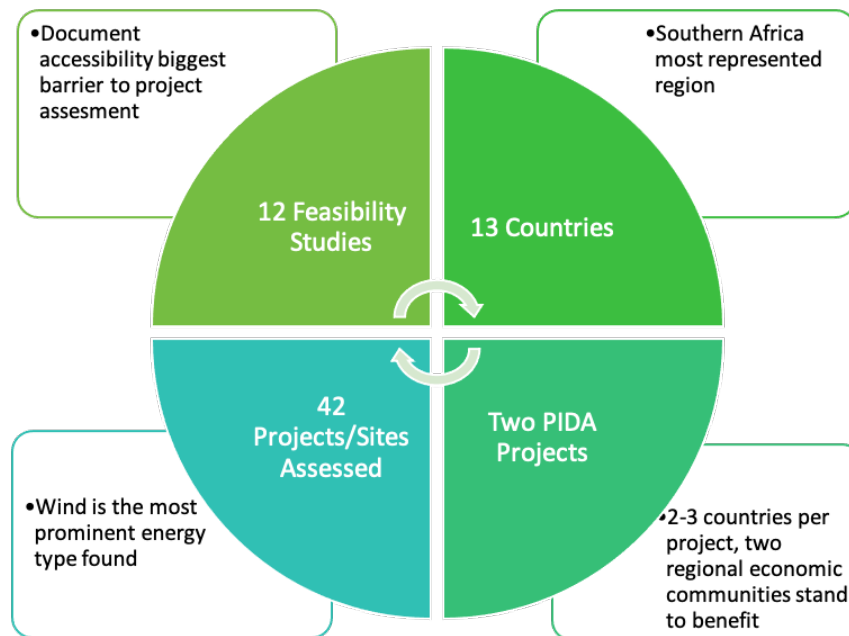 •Document
accessibility biggest
barrier to project
assesment
•Southern Africa
most represented
region
12 Feasibility
Studies
13 Countries
42
Projects/Sites
Assessed
Two PIDA
Projects
•Wind is the most
prominent energy
type found
•2-3 countries per
project, two
regional economic
communities stand
to benefit